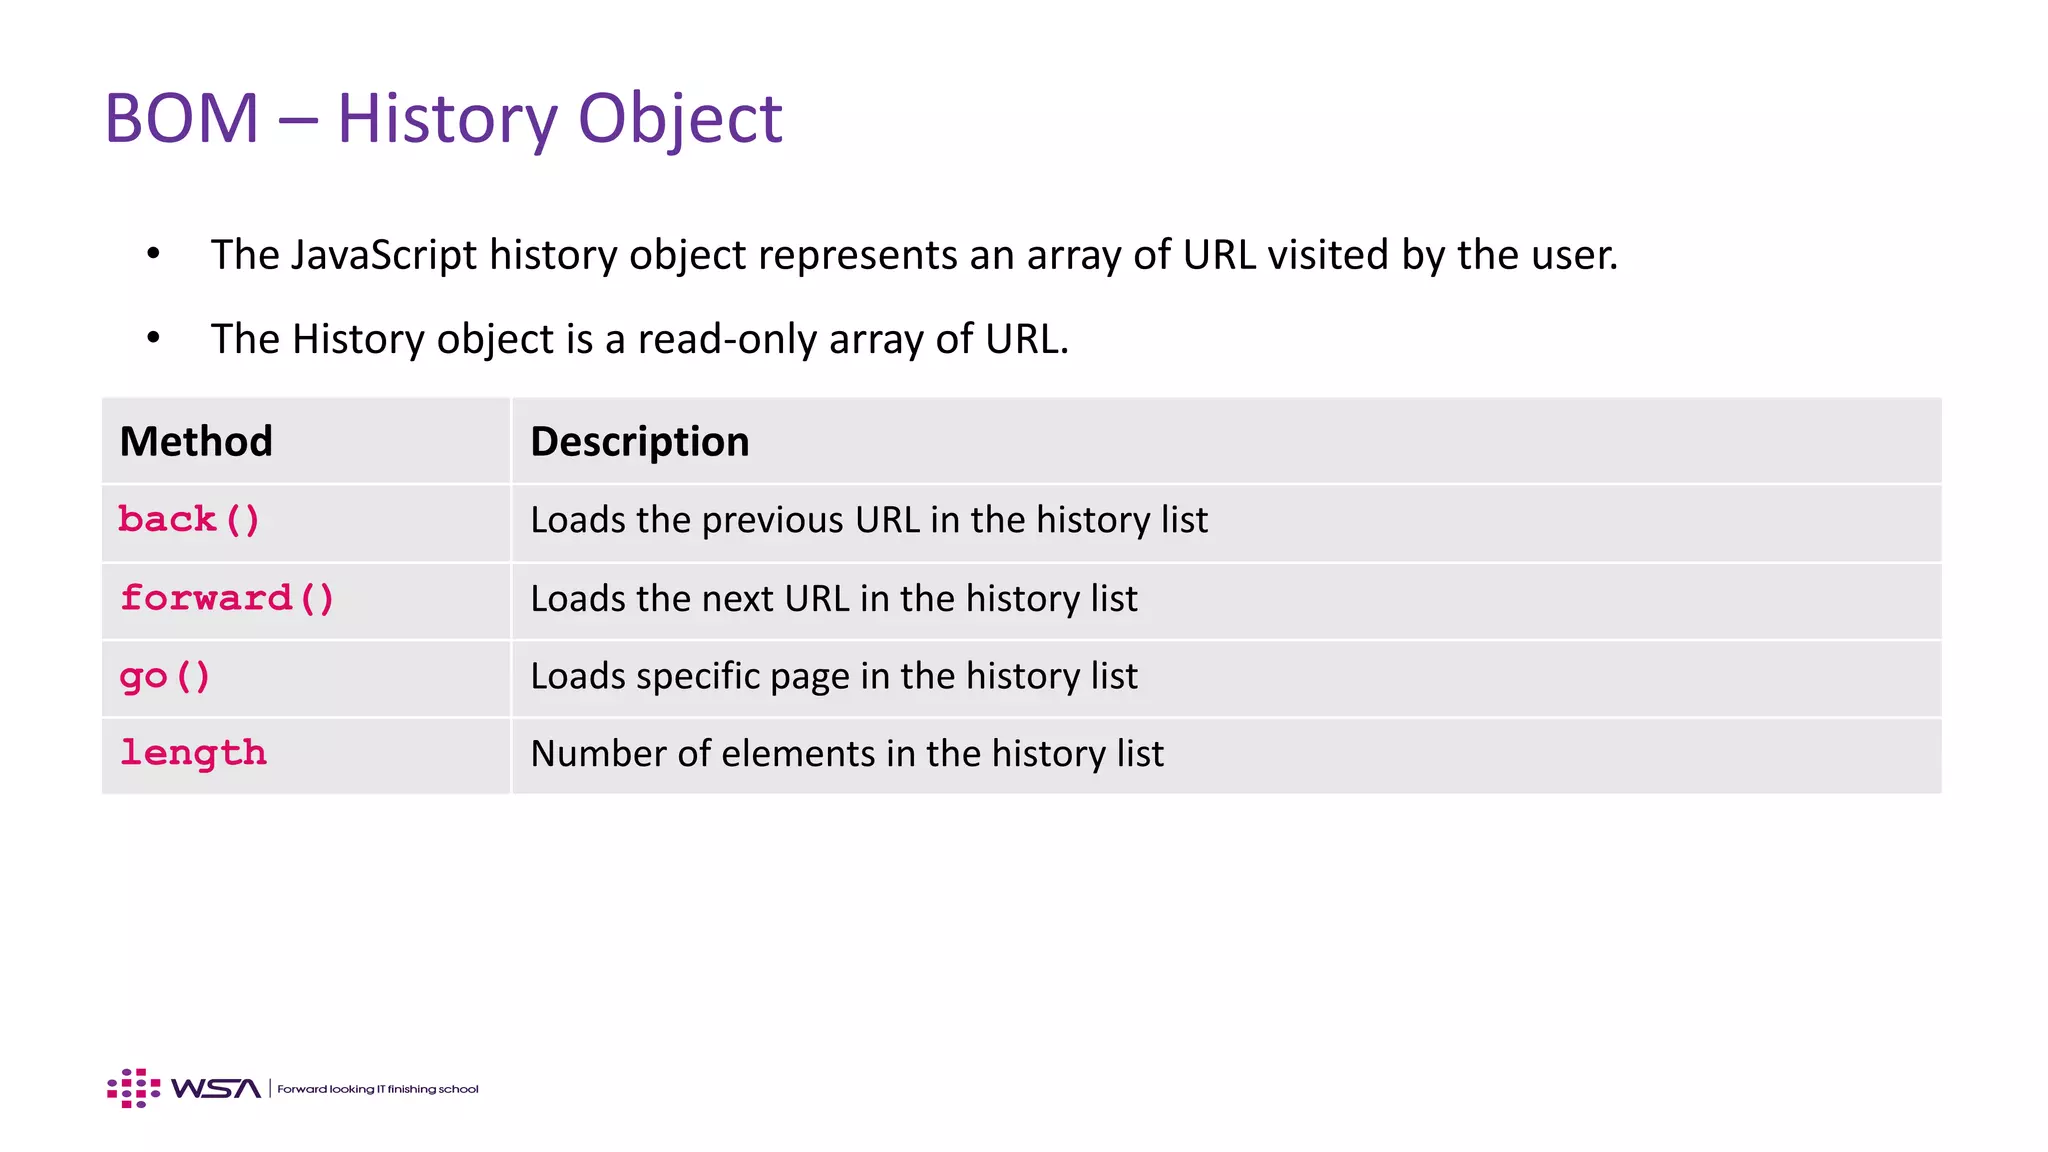 BOM – History Object
• The JavaScript history object represents an array of URL visited by the user.
• The History object is a read-only array of URL.
Method Description
back() Loads the previous URL in the history list
forward() Loads the next URL in the history list
go() Loads specific page in the history list
length Number of elements in the history list
WSA | Forward looking IT finishing school